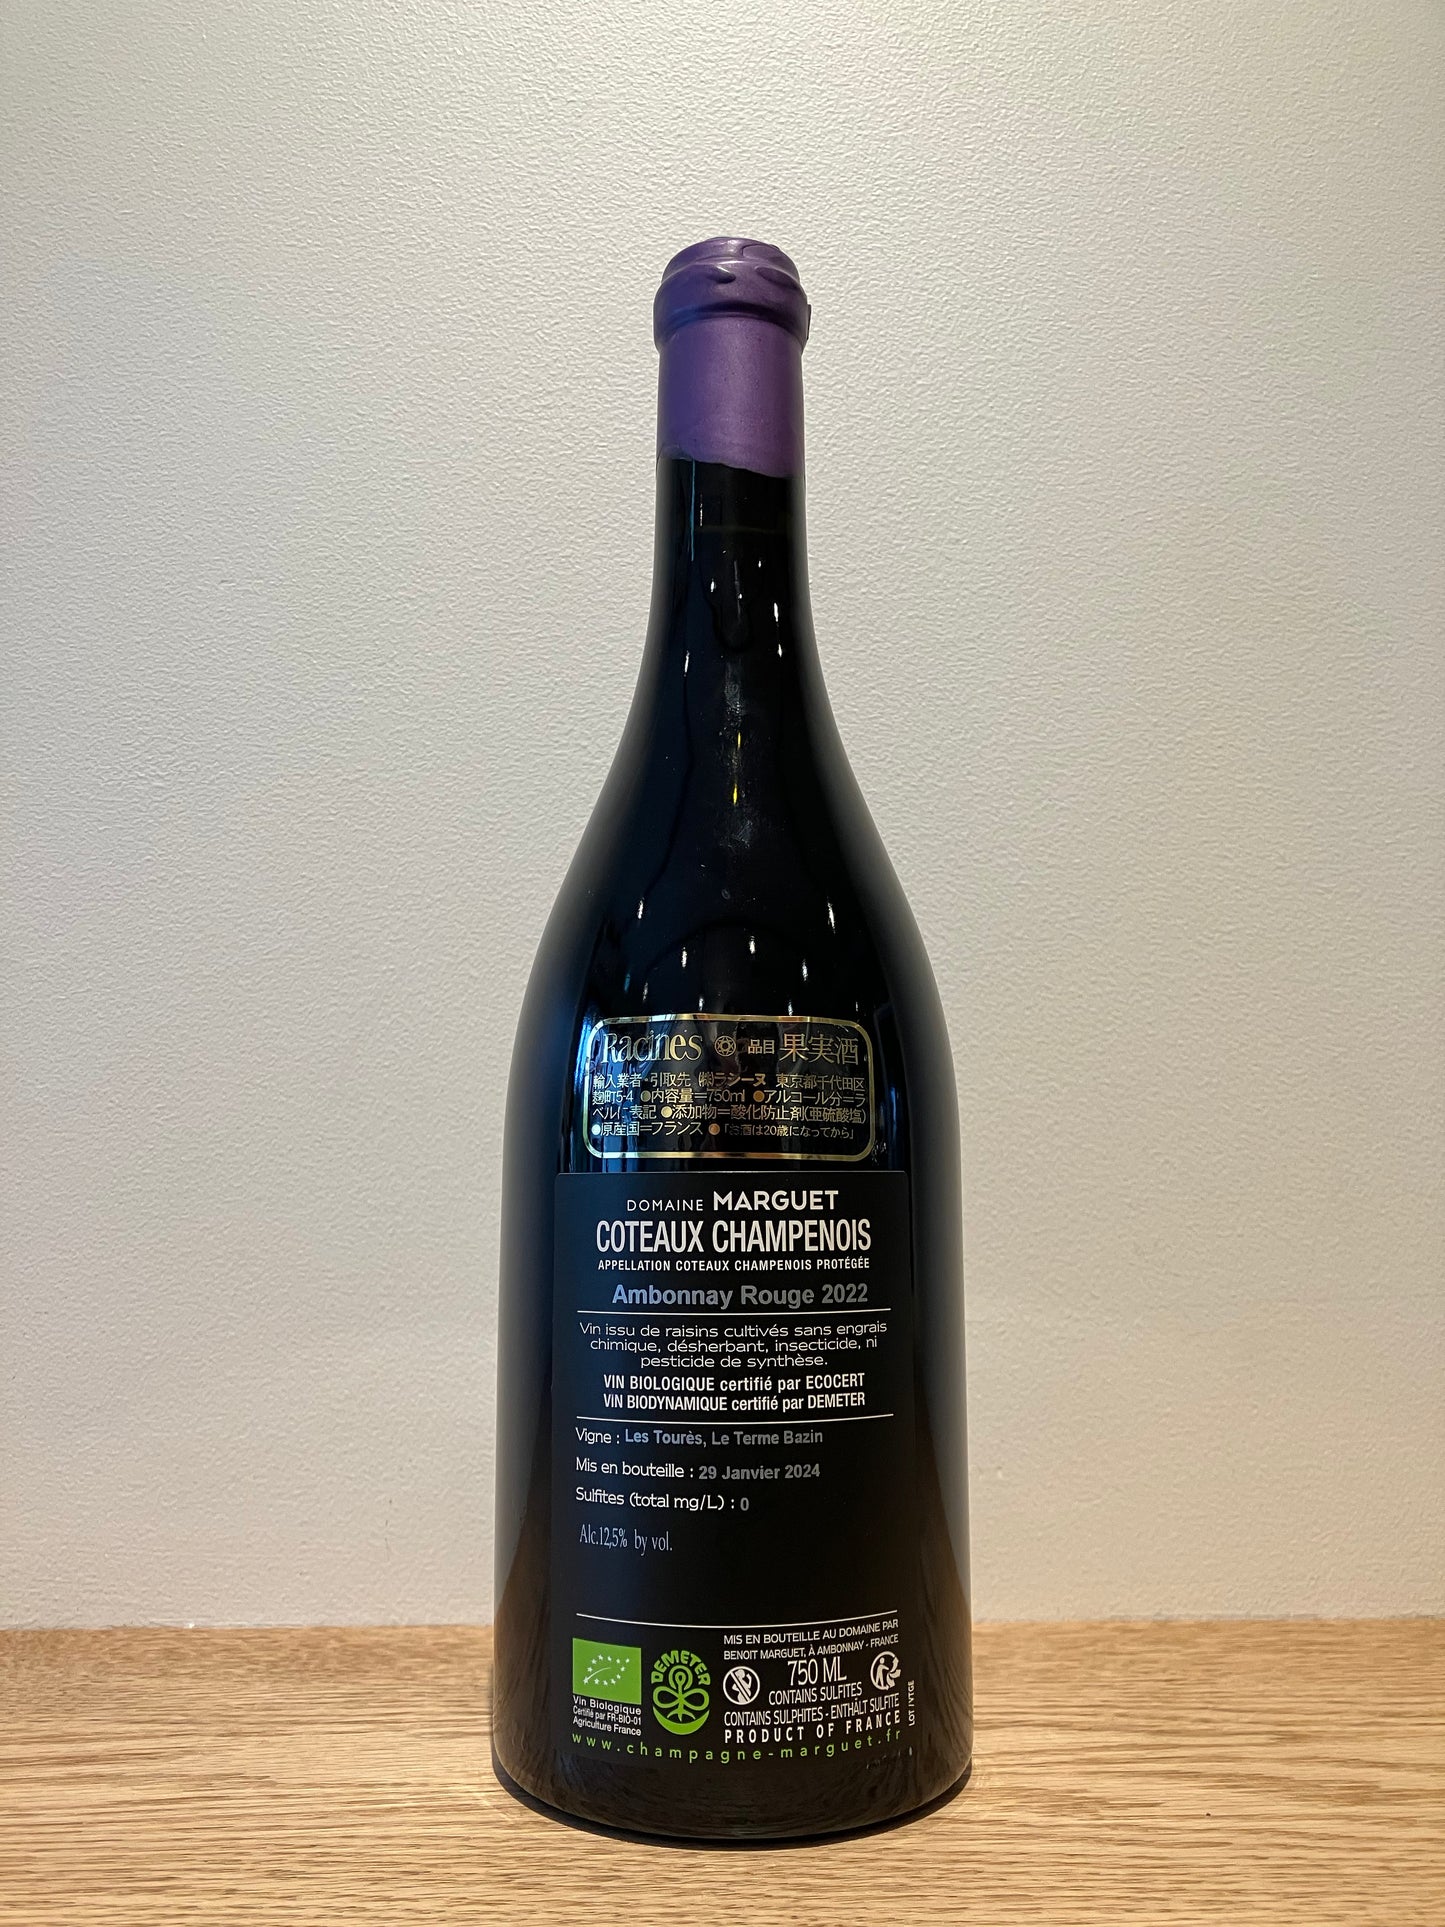 Racines 品目 果実酒
輸入業者・引取先 ㈱ラシーヌ 東京都千代田区
麹町5-4 ●内容量=750ml ●アルコール分=ラ
ベルに表記 ●添加物=酸化防止剤(亜硫酸塩)
●原産国=フランス ●「お酒は20歳になってから」
DOMAINE MARGUET
COTEAUX CHAMPENOIS
APPELLATION COTEAUX CHAMPENOIS PROTÉGÉE
Ambonnay Rouge 2022
Vin issu de raisins cultivés sans engrais
chimique, désherbant, insecticide, ni
pesticide de synthèse.
VIN BIOLOGIQUE certifié par ECOCERT
VIN BIODYNAMIQUE certifié par DEMETER
Vigne : Les Tourès, Le Terme Bazin
Mis en bouteille : 29 Janvier 2024
Sulfites (total mg/L) : 0
Alc.12,5% by vol.
Vin Biologique
Certifié par FR-BIO-01
Agriculture France
DEMETER
MIS EN BOUTEILLE AU DOMAINE PAR
BENOIT MARGUET, À AMBONNAY - FRANCE
750 ML
CONTAINS SULFITES
CONTAINS SULPHITES - ENTHÄLT SULFITE
PRODUCT OF FRANCE
LOT /VTGE
www.champagne-marguet.fr